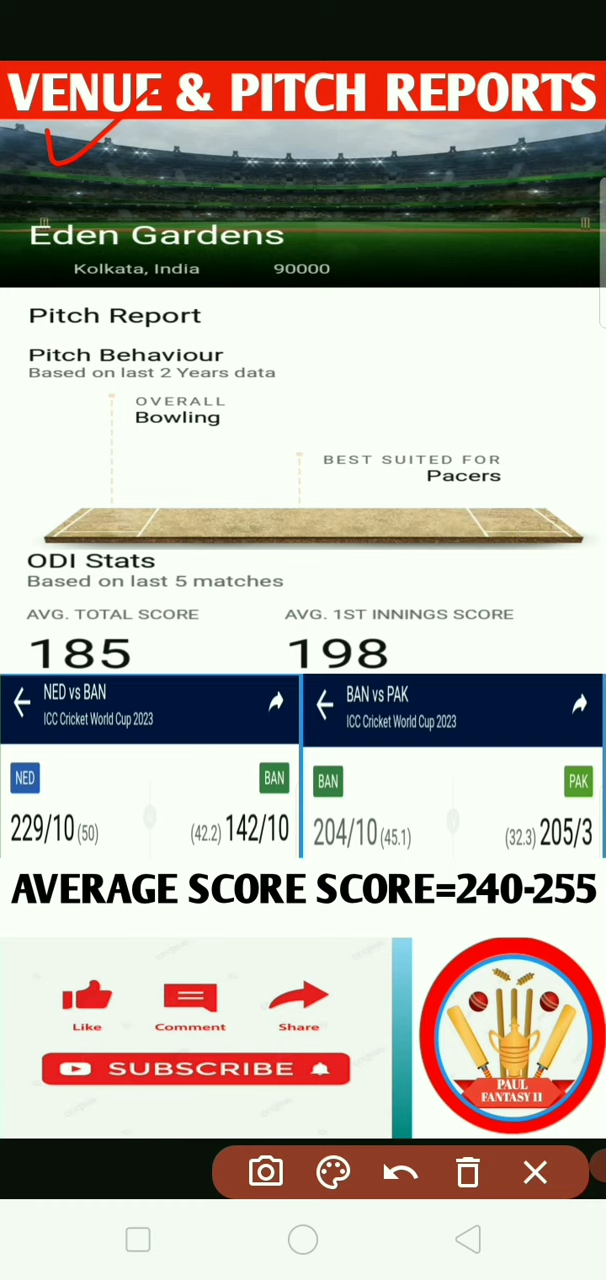 VENUE & PITCH REPORTS
Eden Gardens
Kolkata, India 90000
Pitch Report
Pitch Behaviour
Based on last 2 Years data
OVERALL
Bowling
BEST SUITED FOR
Pacers
ODI Stats
Based on last 5 matches
AVG. TOTAL SCORE AVG. 1ST INNINGS SCORE
185 198
NED vs BAN
ICC Cricket World Cup 2023
NED BAN
229/10 (50) (42.2) 142/10
BAN vs PAK
ICC Cricket World Cup 2023
BAN PAK
204/10 (45.1) (32.3) 205/3
AVERAGE SCORE SCORE=240-255
Like Comment Share
SUBSCRIBE
PAUL
FANTASY II